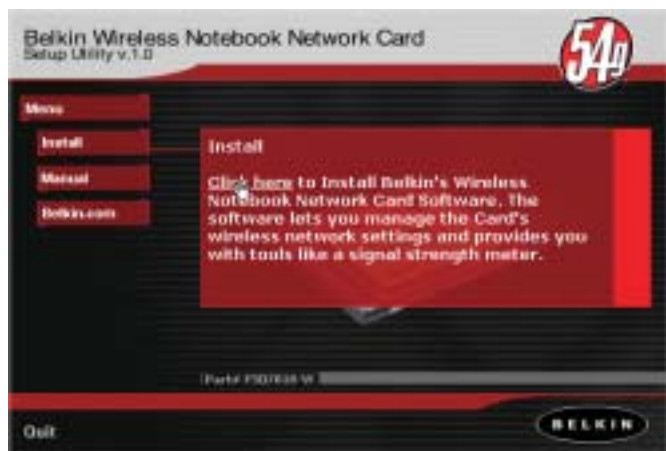 Belkin Wireless Notebook Network Card
Setup Utility v.1.0
54g
Menu
Install
Manual
Belkin.com
Install
Click here to Install Belkin's Wireless
Notebook Network Card Software. The
software lets you manage the Card's
wireless network settings and provides you
with tools like a signal strength meter.
Part#
Quit
BELKIN